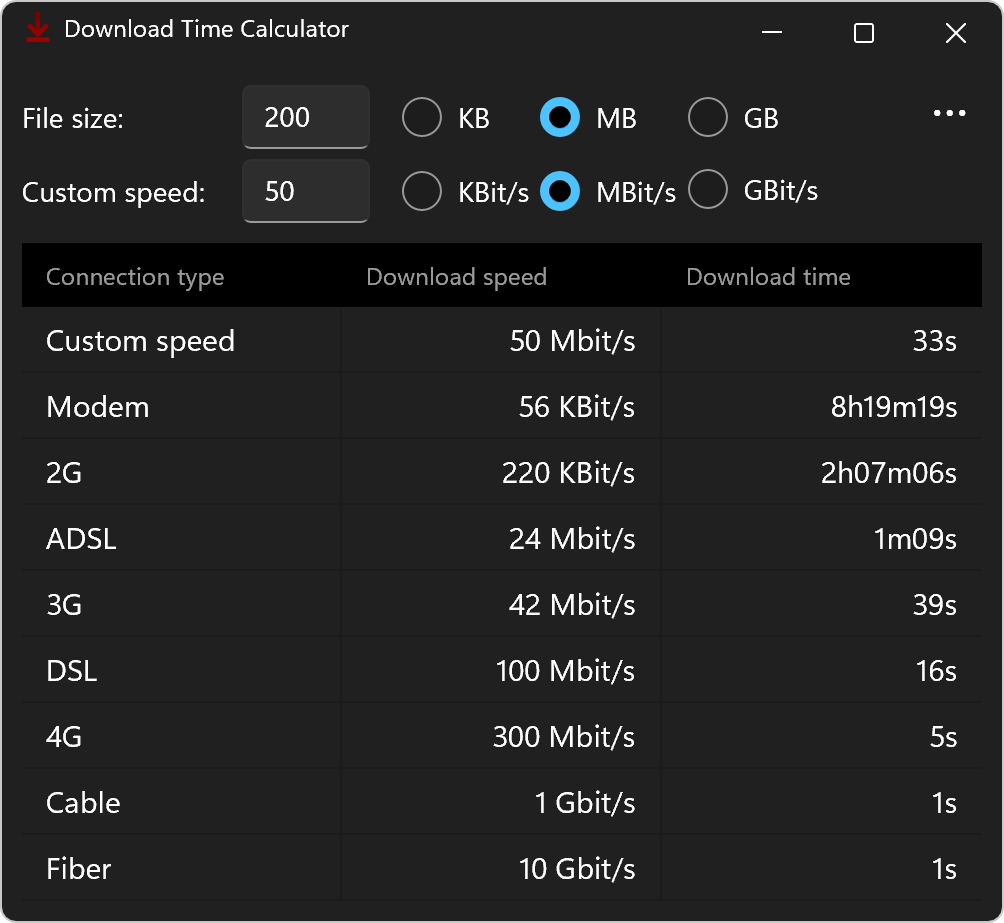 Download Time Calculator
File size: 200 KB MB GB
Custom speed: 50 KBit/s MBit/s GBit/s
Connection type Download speed Download time
Custom speed 50 Mbit/s 33s
Modem 56 KBit/s 8h19m19s
2G 220 KBit/s 2h07m06s
ADSL 24 Mbit/s 1m09s
3G 42 Mbit/s 39s
DSL 100 Mbit/s 16s
4G 300 Mbit/s 5s
Cable 1 Gbit/s 1s
Fiber 10 Gbit/s 1s